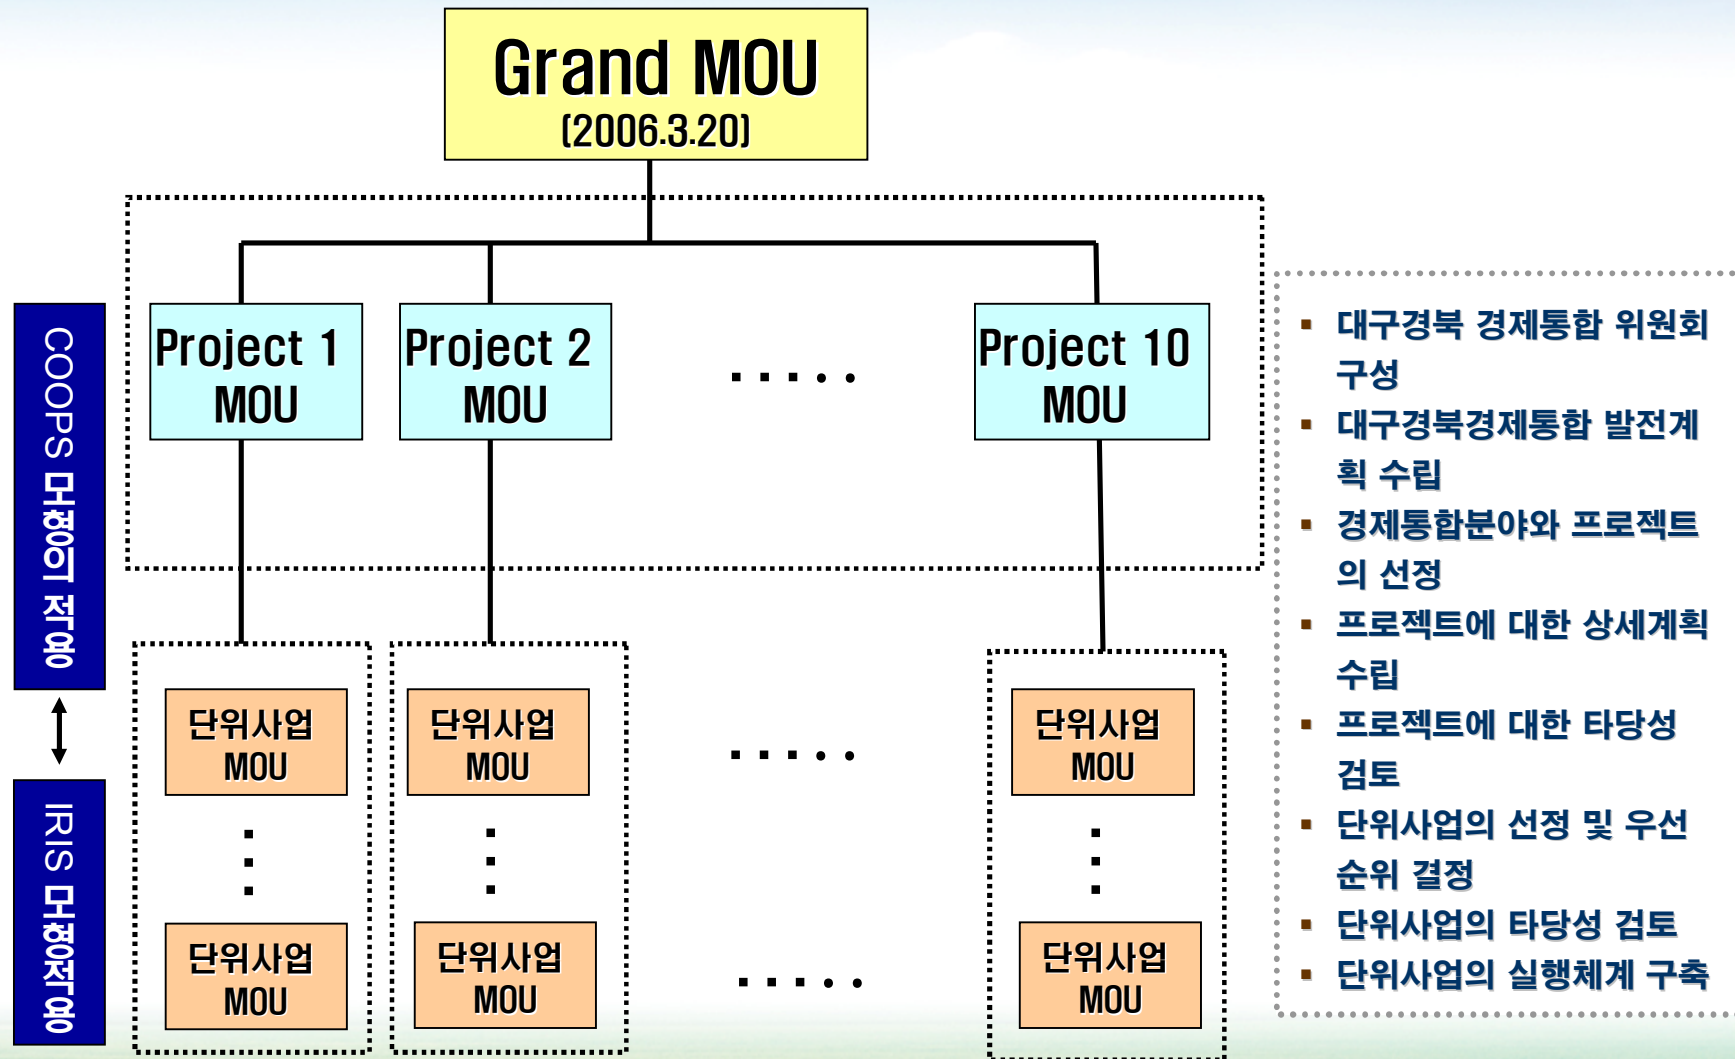 Grand MOU
(2006.3.20)
COOPS 모형의 적용
IRIS 모형적용
Project 1
MOU
Project 2
MOU
.....
Project 10
MOU
단위사업
MOU
단위사업
MOU
.....
단위사업
MOU
단위사업
MOU
단위사업
MOU
.....
단위사업
MOU
▪ 대구경북 경제통합 위원회
구성
▪ 대구경북경제통합 발전계
획 수립
▪ 경제통합분야와 프로젝트
의 선정
▪ 프로젝트에 대한 상세계획
수립
▪ 프로젝트에 대한 타당성
검토
▪ 단위사업의 선정 및 우선
순위 결정
▪ 단위사업의 타당성 검토
▪ 단위사업의 실행체계 구축